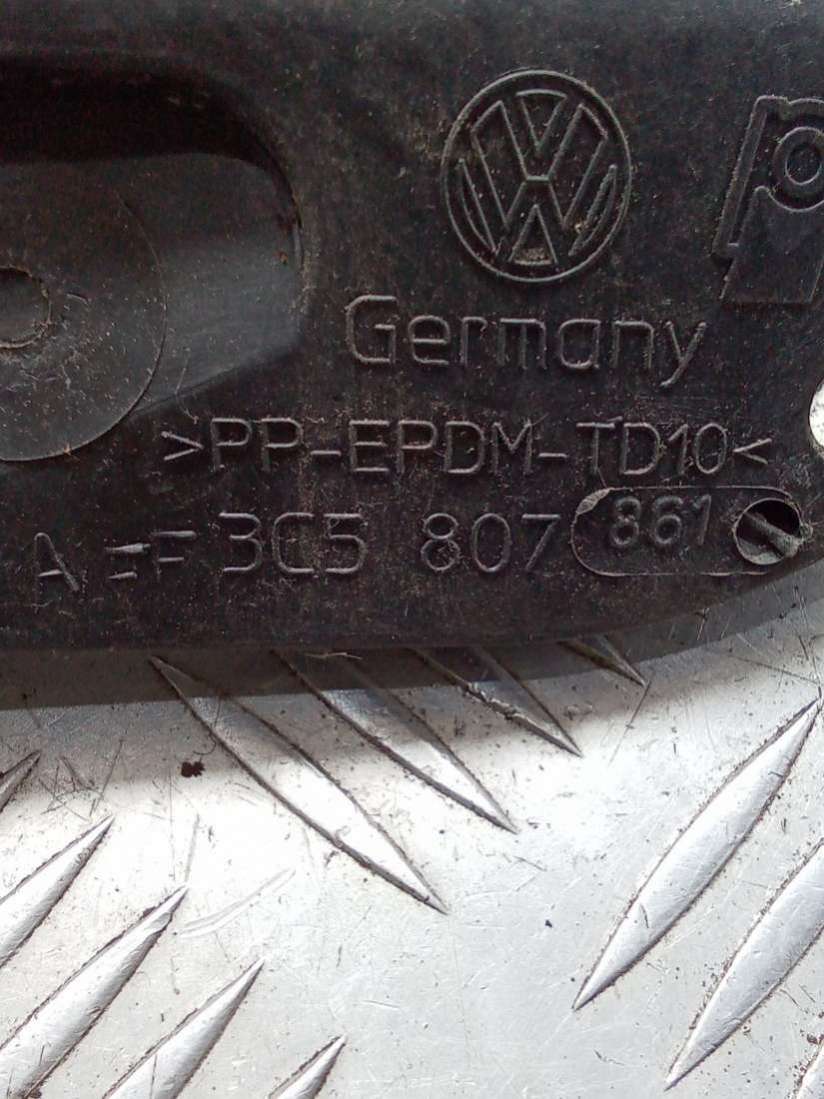 Germany
>PP-EPDM-TD10<
3C5 807 861